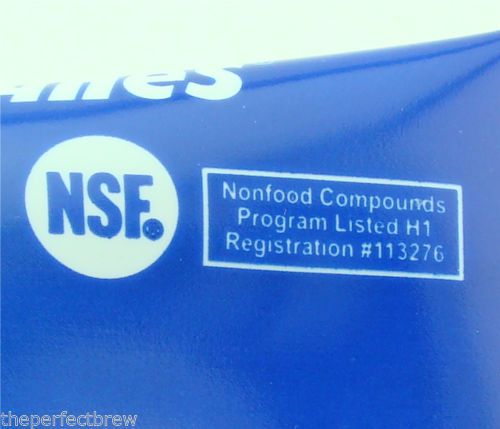 NSF®
Nonfood Compounds
Program Listed H1
Registration #113276
theperfectbrew